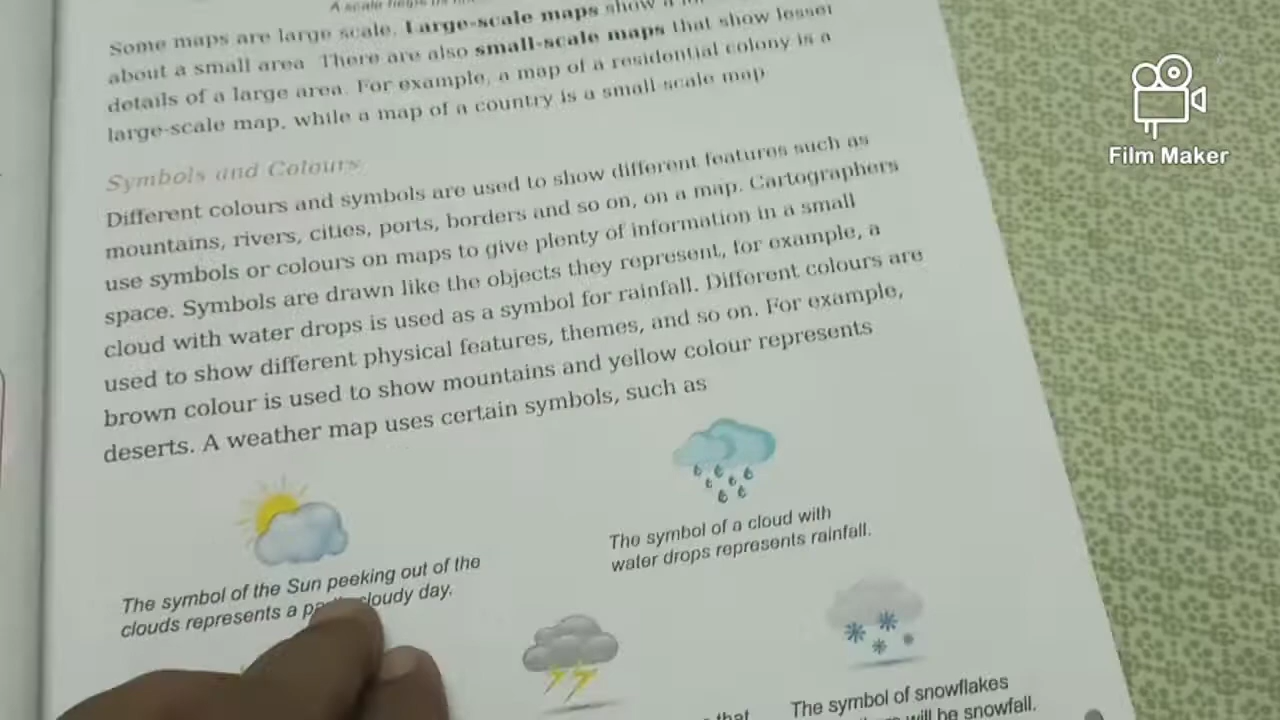 A scale helps us
Some maps are large scale. Large-scale maps show a
about a small area There are also small-scale maps that show lesser
details of a large area. For example, a map of a residential colony is a
large-scale map, while a map of a country is a small-scale map
Symbols and Colours
Different colours and symbols are used to show different features such as
mountains, rivers, cities, ports, borders and so on, on a map. Cartographers
use symbols or colours on maps to give plenty of information in a small
space. Symbols are drawn like the objects they represent, for example, a
cloud with water drops is used as a symbol for rainfall. Different colours are
used to show different physical features, themes, and so on. For example,
brown colour is used to show mountains and yellow colour represents
deserts. A weather map uses certain symbols, such as
The symbol of the Sun peeking out of the
clouds represents a cloudy day.
The symbol of a cloud with
water drops represents rainfall.
that
The symbol of snowflakes
will be snowfall.
Film Maker